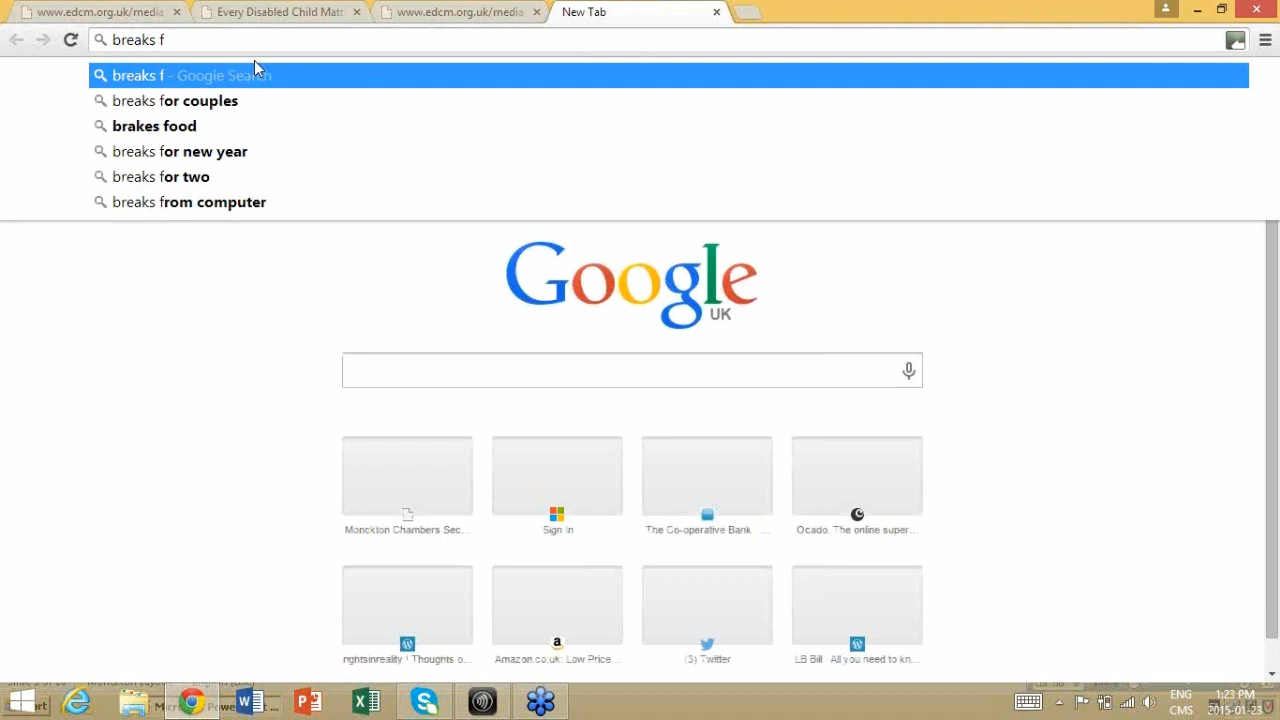 www.edcm.org.uk/media
Every Disabled Child Matt
www.edcm.org.uk/media
New Tab
breaks f
breaks f - Google Search
breaks for couples
brakes food
breaks for new year
breaks for two
breaks from computer
Google
UK
Monckton Chambers Sec...
Sign In
The Co-operative Bank ...
Ocado. The online super...
rightsinreality | Thoughts o...
Amazon.co.uk: Low Price...
(3) Twitter
LB Bill All you need to kn...
ENG
1:23 PM
CMS
2015-01-23